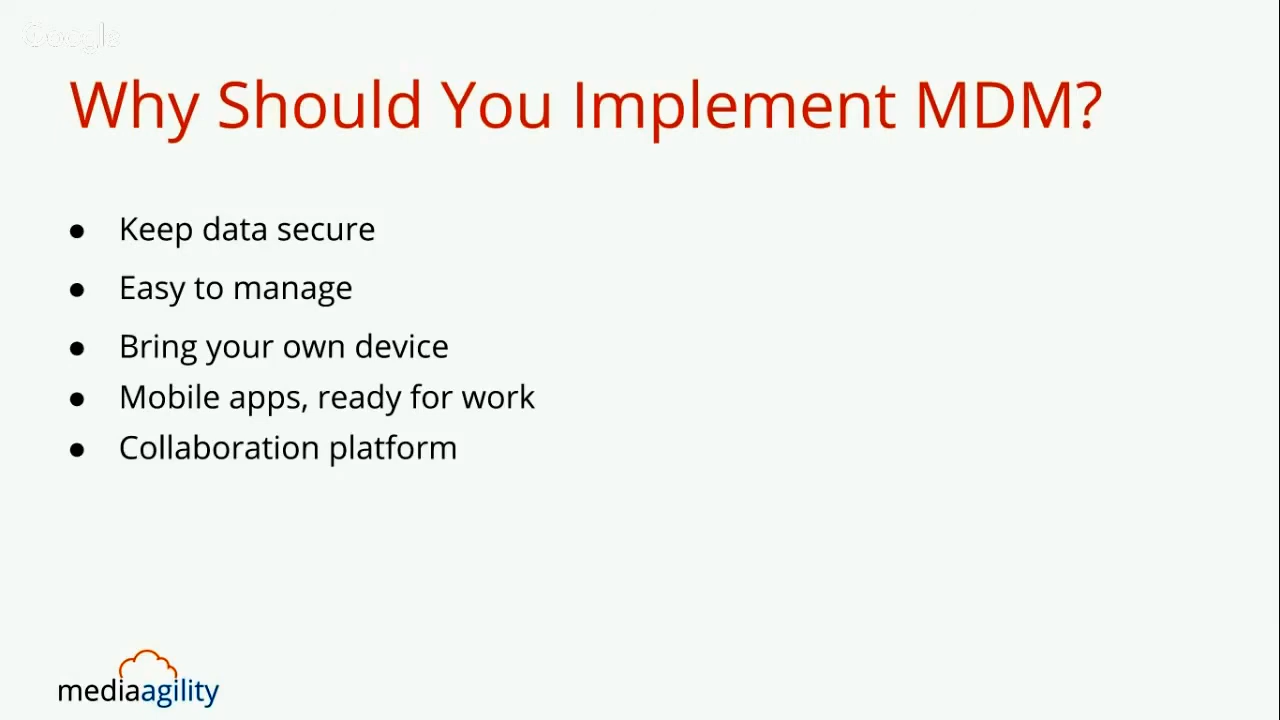 Google
Why Should You Implement MDM?
● Keep data secure
● Easy to manage
● Bring your own device
● Mobile apps, ready for work
● Collaboration platform
mediaagility